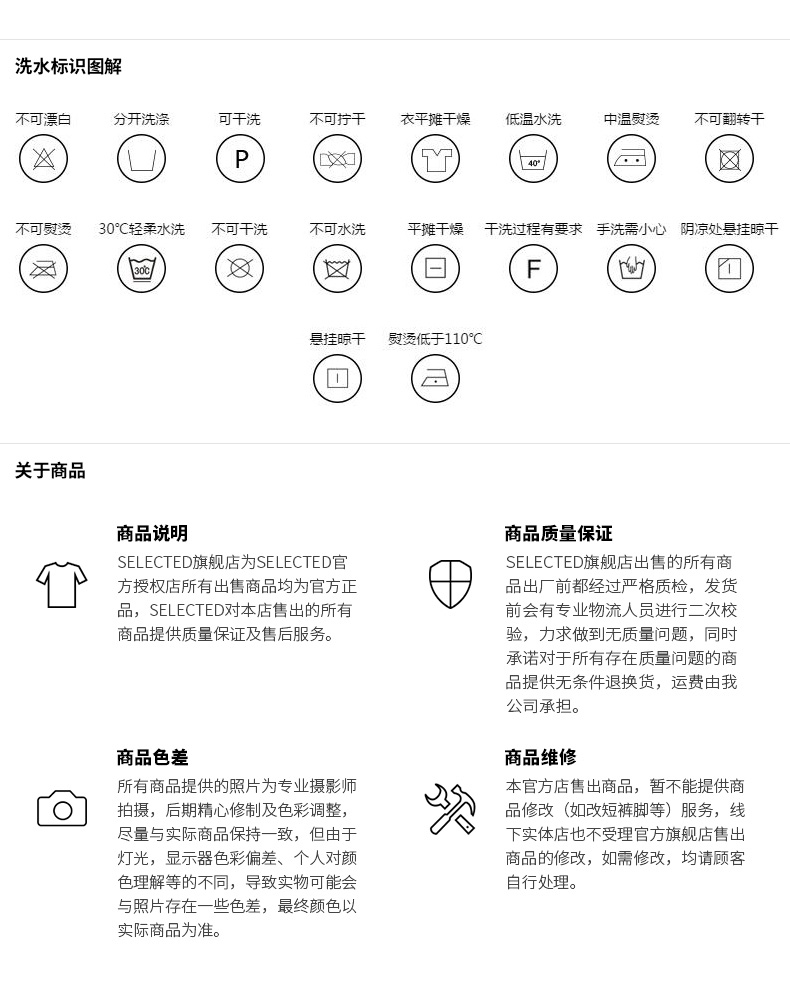 洗水标识图解
不可漂白 分开洗涤 可干洗 不可拧干 衣平摊干燥 低温水洗 中温熨烫 不可翻转干
P 40°
不可熨烫 30℃轻柔水洗 不可干洗 不可水洗 平摊干燥 干洗过程有要求 手洗需小心 阴凉处悬挂晾干
30℃ F
悬挂晾干 熨烫低于110℃
关于商品
商品说明
SELECTED旗舰店为SELECTED官
方授权店所有出售商品均为官方正
品，SELECTED对本店售出的所有
商品提供质量保证及售后服务。
商品质量保证
SELECTED旗舰店出售的所有商
品出厂前都经过严格质检，发货
前会有专业物流人员进行二次校
验，力求做到无质量问题，同时
承诺对于所有存在质量问题的商
品提供无条件退换货，运费由我
公司承担。
商品色差
所有商品提供的照片为专业摄影师
拍摄，后期精心修制及色彩调整，
尽量与实际商品保持一致，但由于
灯光，显示器色彩偏差、个人对颜
色理解等的不同，导致实物可能会
与照片存在一些色差，最终颜色以
实际商品为准。
商品维修
本官方店售出商品，暂不能提供商
品修改（如改短裤脚等）服务，线
下实体店也不受理官方旗舰店售出
商品的修改，如需修改，均请顾客
自行处理。